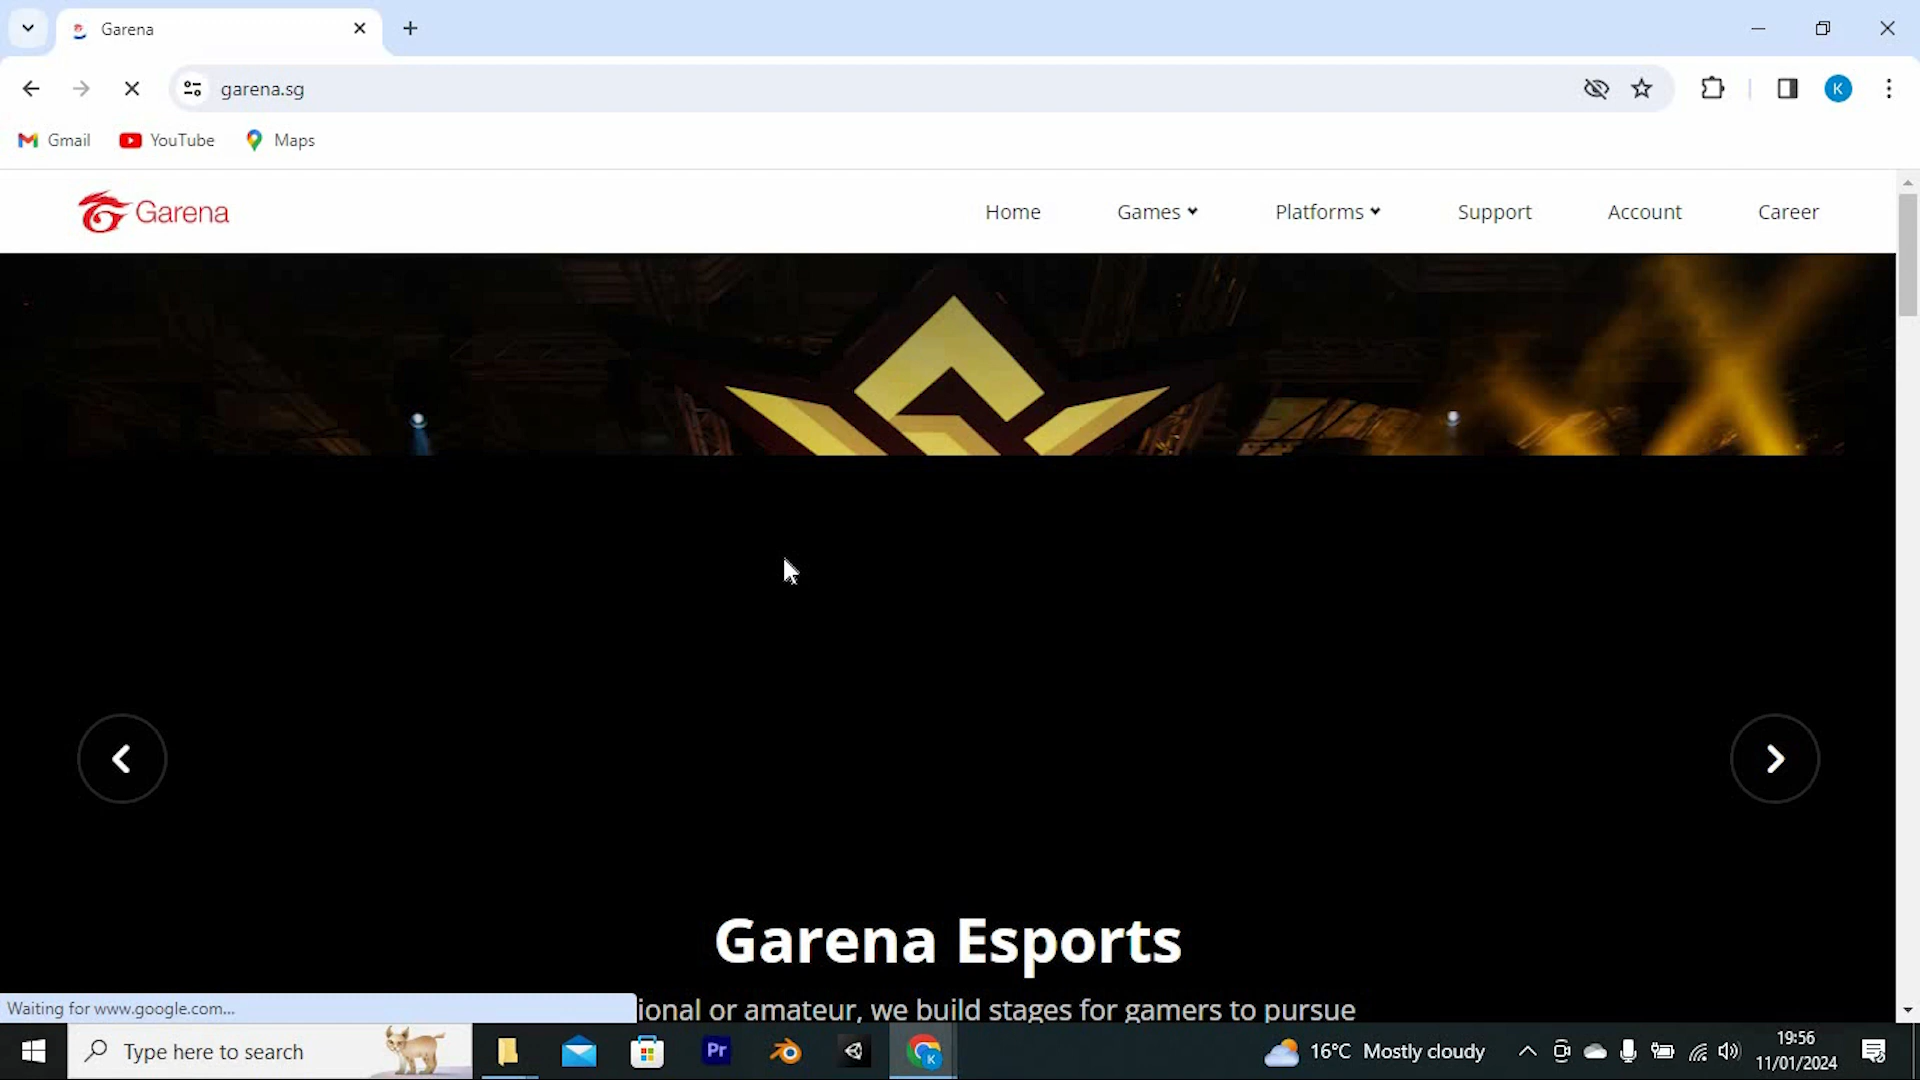 Garena
garena.sg
Gmail YouTube Maps
Garena Home Games Platforms Support Account Career
Garena Esports
ional or amateur, we build stages for gamers to pursue
Waiting for www.google.com...
Type here to search
Pr
K
16°C Mostly cloudy
19:56
11/01/2024